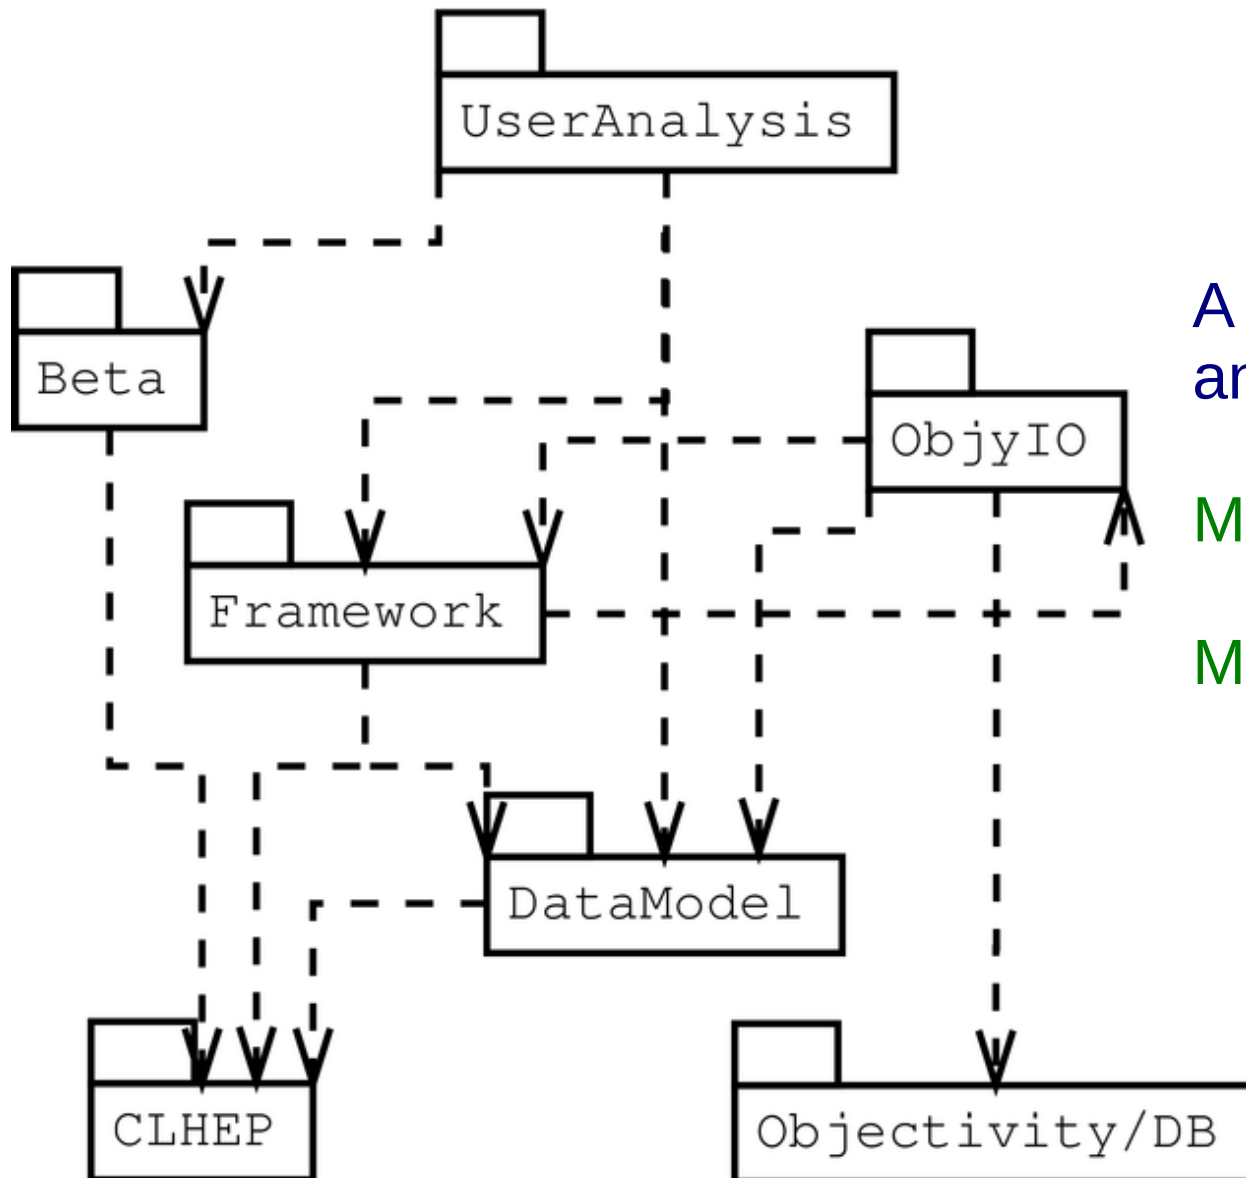 UserAnalysis
A
Beta
ObjyIO
M
Framework
M
DataModel
CLHEP
Objectivity/DB